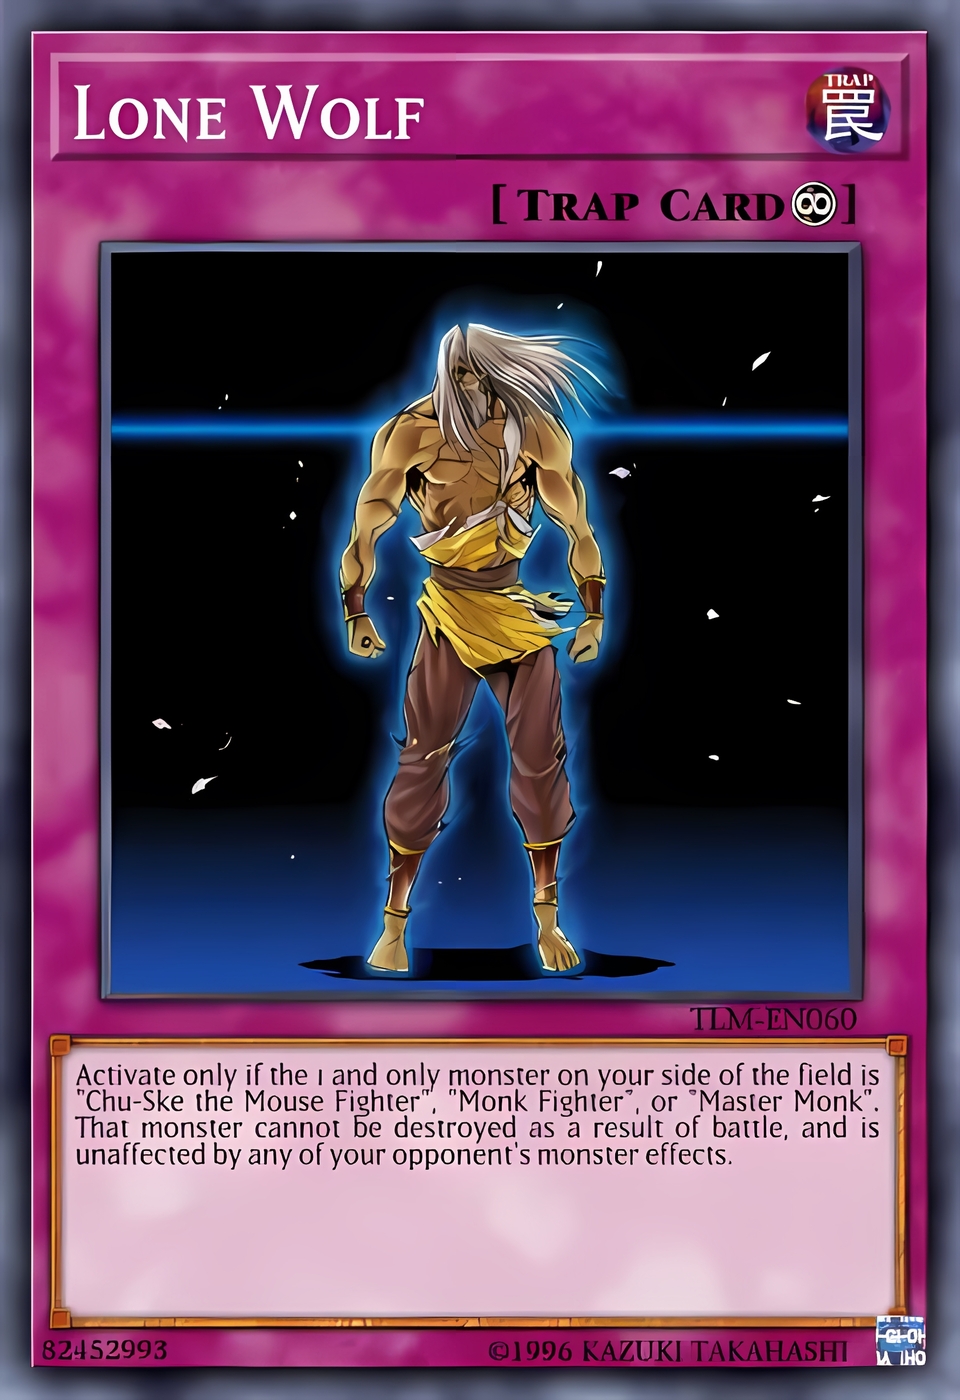 LONE WOLF
TRAP
罠
[TRAP CARD]
TLM-EN060
Activate only if the 1 and only monster on your side of the field is
"Chu-Ske the Mouse Fighter", "Monk Fighter", or "Master Monk".
That monster cannot be destroyed as a result of battle, and is
unaffected by any of your opponent's monster effects.
82452993
©1996 KAZUKI TAKAHASHI